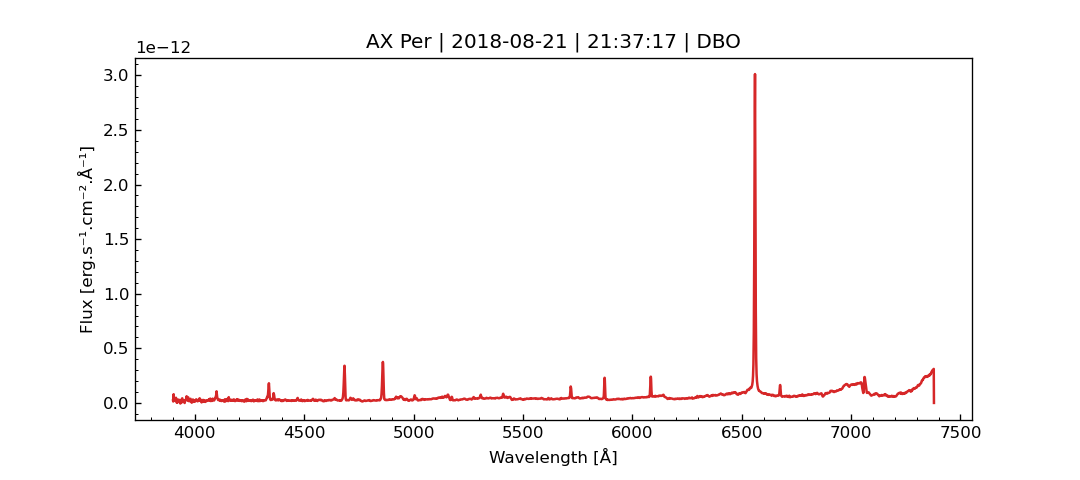 AX Per | 2018-08-21 | 21:37:17 | DBO
1e−12
3.0
2.5
2.0
1.5
1.0
0.5
0.0
Flux [erg.s⁻¹.cm⁻².Å⁻¹]
4000 4500 5000 5500 6000 6500 7000 7500
Wavelength [Å]